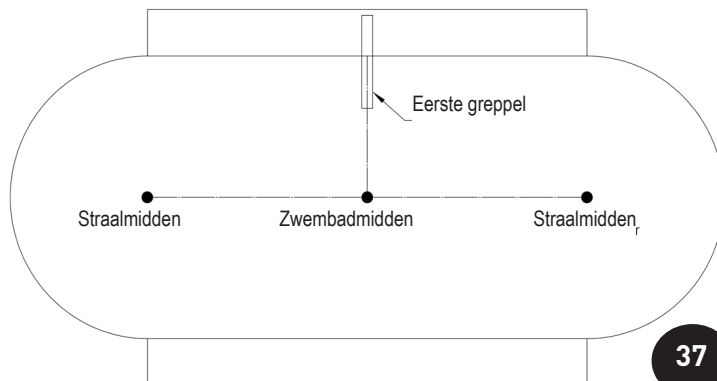 Eerste greppel
Straalmidden
Zwembadmidden
Straalmidden,r
37